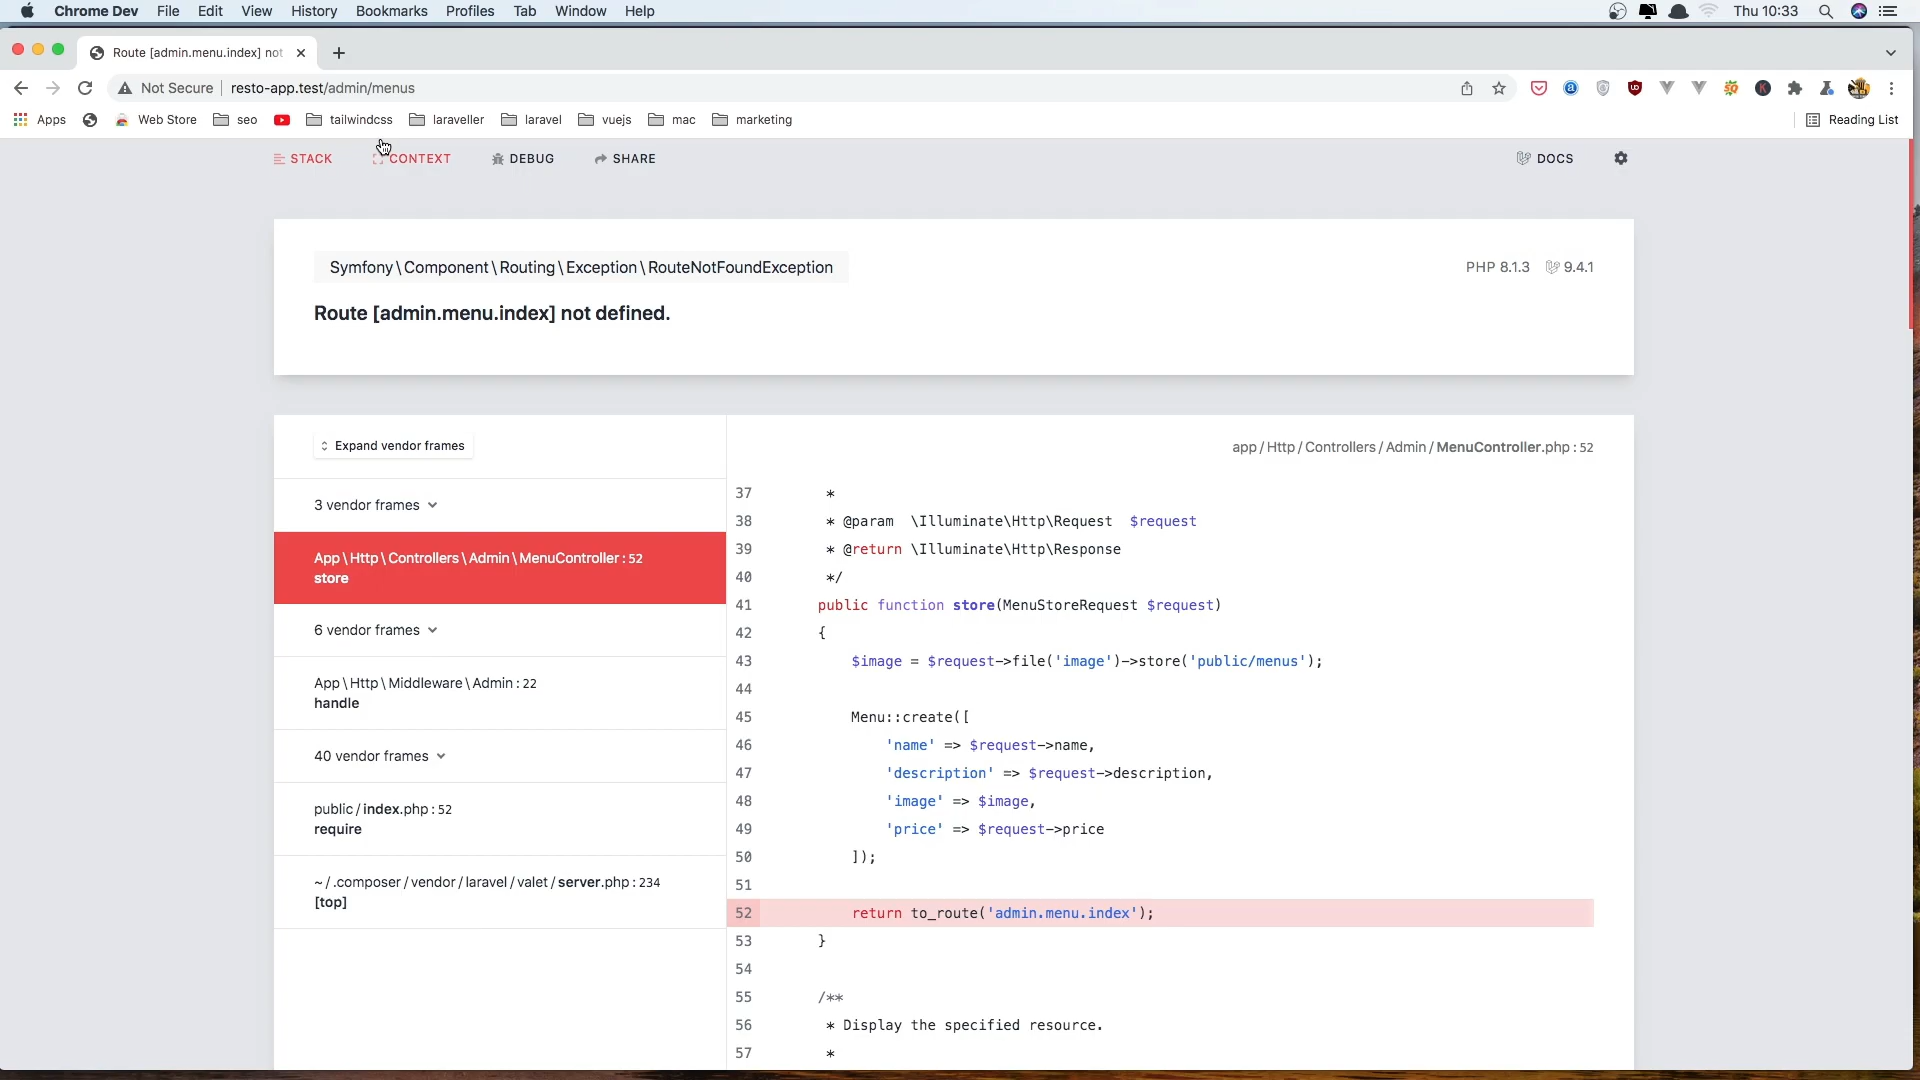 Chrome Dev File Edit View History Bookmarks Profiles Tab Window Help Thu 10:33
Route [admin.menu.index] not
Not Secure resto-app.test/admin/menus
Apps Web Store seo tailwindcss laraveller laravel vuejs mac marketing Reading List
STACK CONTEXT DEBUG SHARE DOCS
Symfony\Component\Routing\Exception\RouteNotFoundException PHP 8.1.3 9.4.1
Route [admin.menu.index] not defined.
Expand vendor frames
3 vendor frames
App\Http\Controllers\Admin\MenuController:52
store
6 vendor frames
App\Http\Middleware\Admin:22
handle
40 vendor frames
public/index.php:52
require
~/.composer/vendor/laravel/valet/server.php:234
[top]
app/Http/Controllers/Admin/MenuController.php:52
37 *
38 * @param \Illuminate\Http\Request $request
39 * @return \Illuminate\Http\Response
40 */
41 public function store(MenuStoreRequest $request)
42 {
43 $image = $request->file('image')->store('public/menus');
44
45 Menu::create([
46 'name' => $request->name,
47 'description' => $request->description,
48 'image' => $image,
49 'price' => $request->price
50 ]);
51
52 return to_route('admin.menu.index');
53 }
54
55 /**
56 * Display the specified resource.
57 *